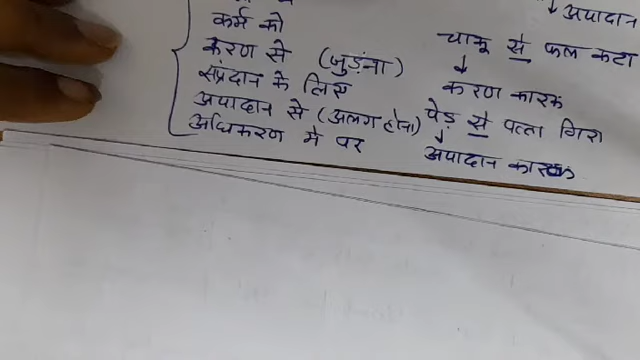 कर्म को
करण से (जुड़ना)
संप्रदान के लिए
अपादान से (अलग होना)
अधिकरण मे पर
↓ अपादान
चाकू से फल कटा
↓
करण कारक
पेड़ से पत्ता गिरा
↓
अपादान कारक